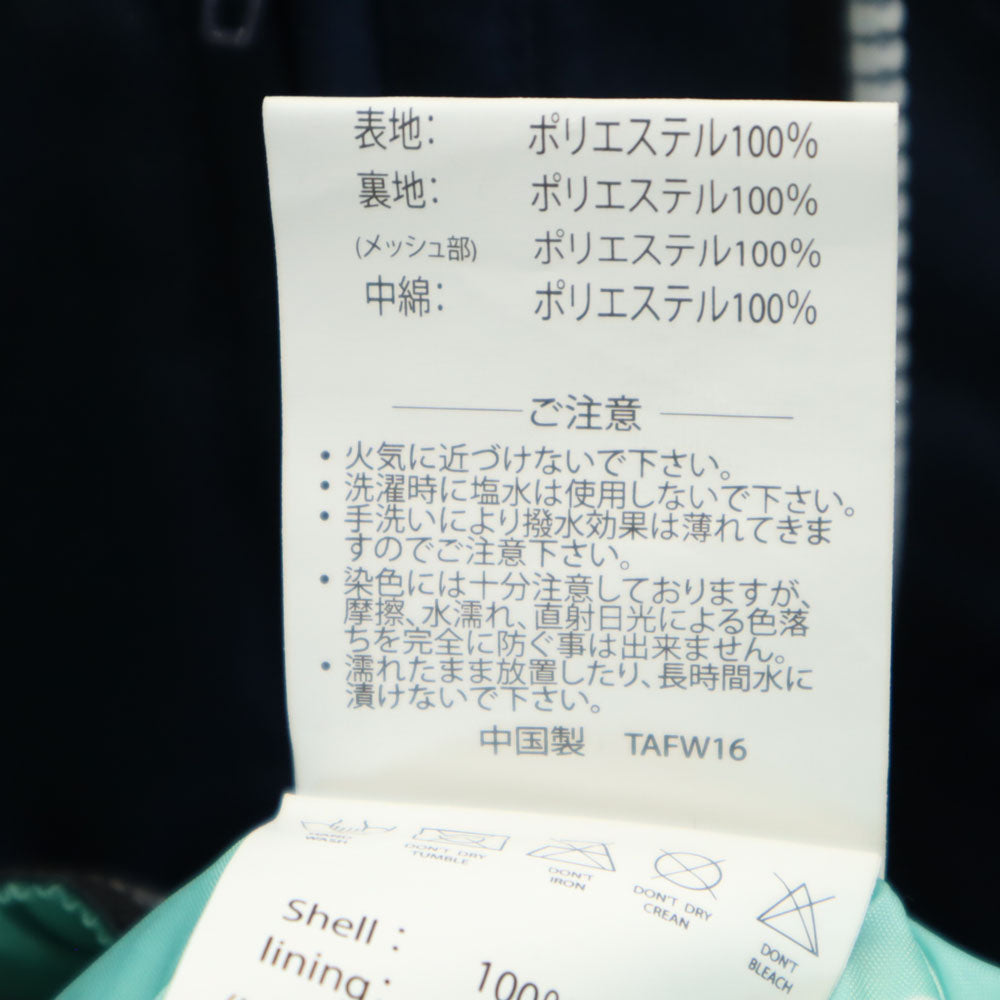 表地: ポリエステル100%
裏地: ポリエステル100%
(メッシュ部) ポリエステル100%
中綿: ポリエステル100%
ご注意
• 火気に近づけないで下さい。
• 洗濯時に塩水は使用しないで下さい。
• 手洗いにより撥水効果は薄れてきま
すのでご注意下さい。
• 染色には十分注意しておりますが、
摩擦、水濡れ、直射日光による色落
ちを完全に防ぐ事は出来ません。
• 濡れたまま放置したり、長時間水に
漬けないで下さい。
中国製 TAFW16
HAND
WASH
DON'T DRY
TUMBLE
DON'T
IRON
DON'T DRY
CREAN
DON'T
BLEACH
Shell :
lining: 100%